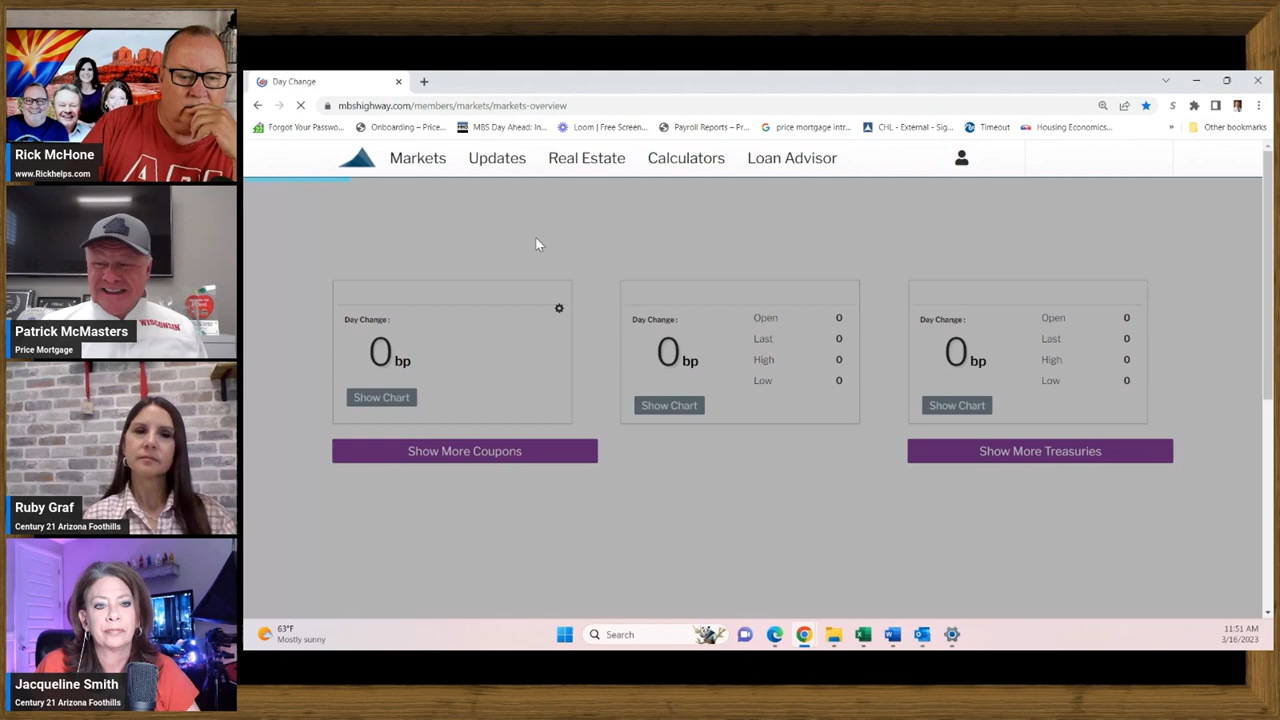 Rick McHone
www.Rickhelps.com
WISCONSIN
Patrick McMasters
Price Mortgage
Ruby Graf
Century 21 Arizona Foothills
Jacqueline Smith
Century 21 Arizona Foothills
Day Change
mbshighway.com/members/markets/markets-overview
Forgot Your Passwo...
Onboarding – Price...
MBS Day Ahead: In...
Loom | Free Screen...
Payroll Reports – Pr...
price mortgage intr...
CHL - External - Sig...
Timeout
Housing Economics...
»
Other bookmarks
Markets
Updates
Real Estate
Calculators
Loan Advisor
Day Change :
0 bp
Show Chart
Show More Coupons
Day Change :
0 bp
Open 0
Last 0
High 0
Low 0
Show Chart
Day Change :
0 bp
Open 0
Last 0
High 0
Low 0
Show Chart
Show More Treasuries
63°F
Mostly sunny
Search
11:51 AM
3/16/2023